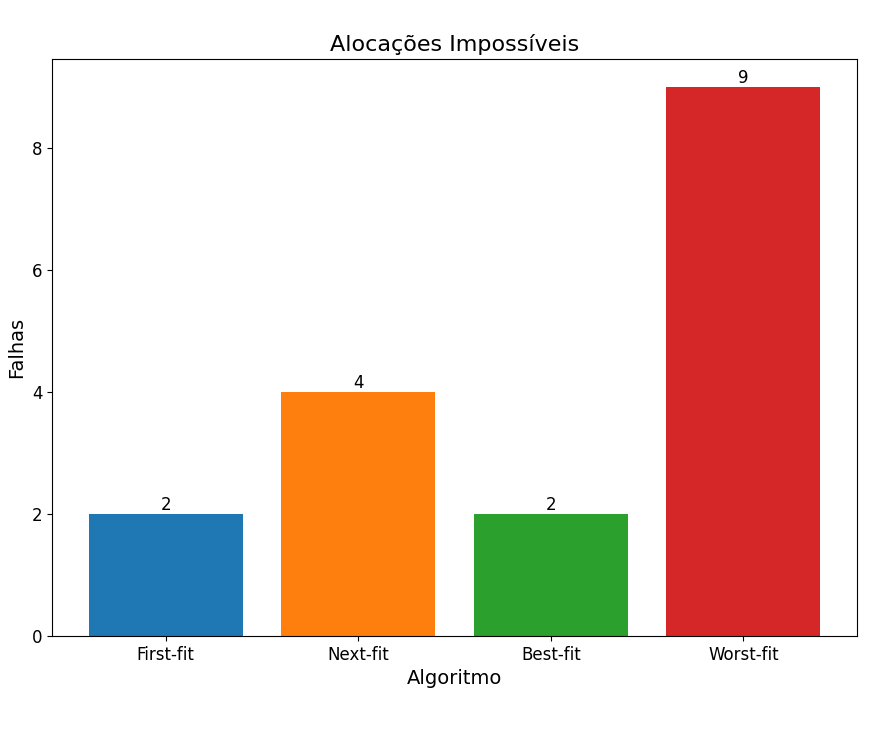 Alocações Impossíveis
Falhas
8
6
4
2
0
2
4
2
9
First-fit
Next-fit
Best-fit
Worst-fit
Algoritmo